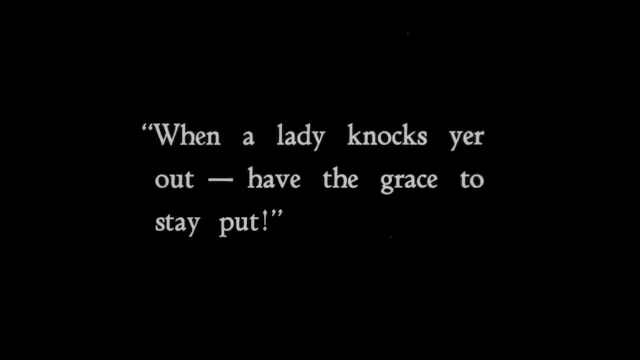 “When a lady knocks yer
out — have the grace to
stay put!”